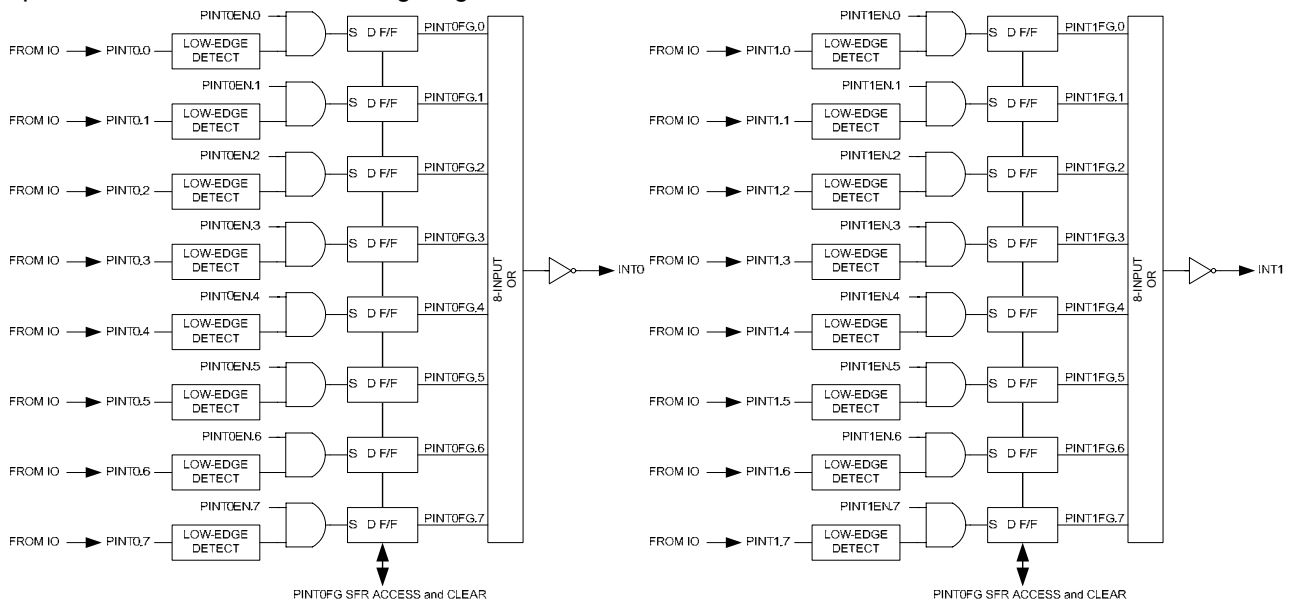 PINT0EN.0
FROM IO
PINT0.0
LOW-EDGE
DETECT
S D F/F
PINT0FG.0
PINT0EN.1
FROM IO
PINT0.1
LOW-EDGE
DETECT
S D F/F
PINT0FG.1
PINT0EN.2
FROM IO
PINT0.2
LOW-EDGE
DETECT
S D F/F
PINT0FG.2
PINT0EN.3
FROM IO
PINT0.3
LOW-EDGE
DETECT
S D F/F
PINT0FG.3
PINT0EN.4
FROM IO
PINT0.4
LOW-EDGE
DETECT
S D F/F
PINT0FG.4
PINT0EN.5
FROM IO
PINT0.5
LOW-EDGE
DETECT
S D F/F
PINT0FG.5
PINT0EN.6
FROM IO
PINT0.6
LOW-EDGE
DETECT
S D F/F
PINT0FG.6
PINT0EN.7
FROM IO
PINT0.7
LOW-EDGE
DETECT
S D F/F
PINT0FG.7
8-INPUT
OR
INT0
PINT0FG SFR ACCESS and CLEAR
PINT1EN.0
FROM IO
PINT1.0
LOW-EDGE
DETECT
S D F/F
PINT1FG.0
PINT1EN.1
FROM IO
PINT1.1
LOW-EDGE
DETECT
S D F/F
PINT1FG.1
PINT1EN.2
FROM IO
PINT1.2
LOW-EDGE
DETECT
S D F/F
PINT1FG.2
PINT1EN.3
FROM IO
PINT1.3
LOW-EDGE
DETECT
S D F/F
PINT1FG.3
PINT1EN.4
FROM IO
PINT1.4
LOW-EDGE
DETECT
S D F/F
PINT1FG.4
PINT1EN.5
FROM IO
PINT1.5
LOW-EDGE
DETECT
S D F/F
PINT1FG.5
PINT1EN.6
FROM IO
PINT1.6
LOW-EDGE
DETECT
S D F/F
PINT1FG.6
PINT1EN.7
FROM IO
PINT1.7
LOW-EDGE
DETECT
S D F/F
PINT1FG.7
8-INPUT
OR
INT1
PINT0FG SFR ACCESS and CLEAR